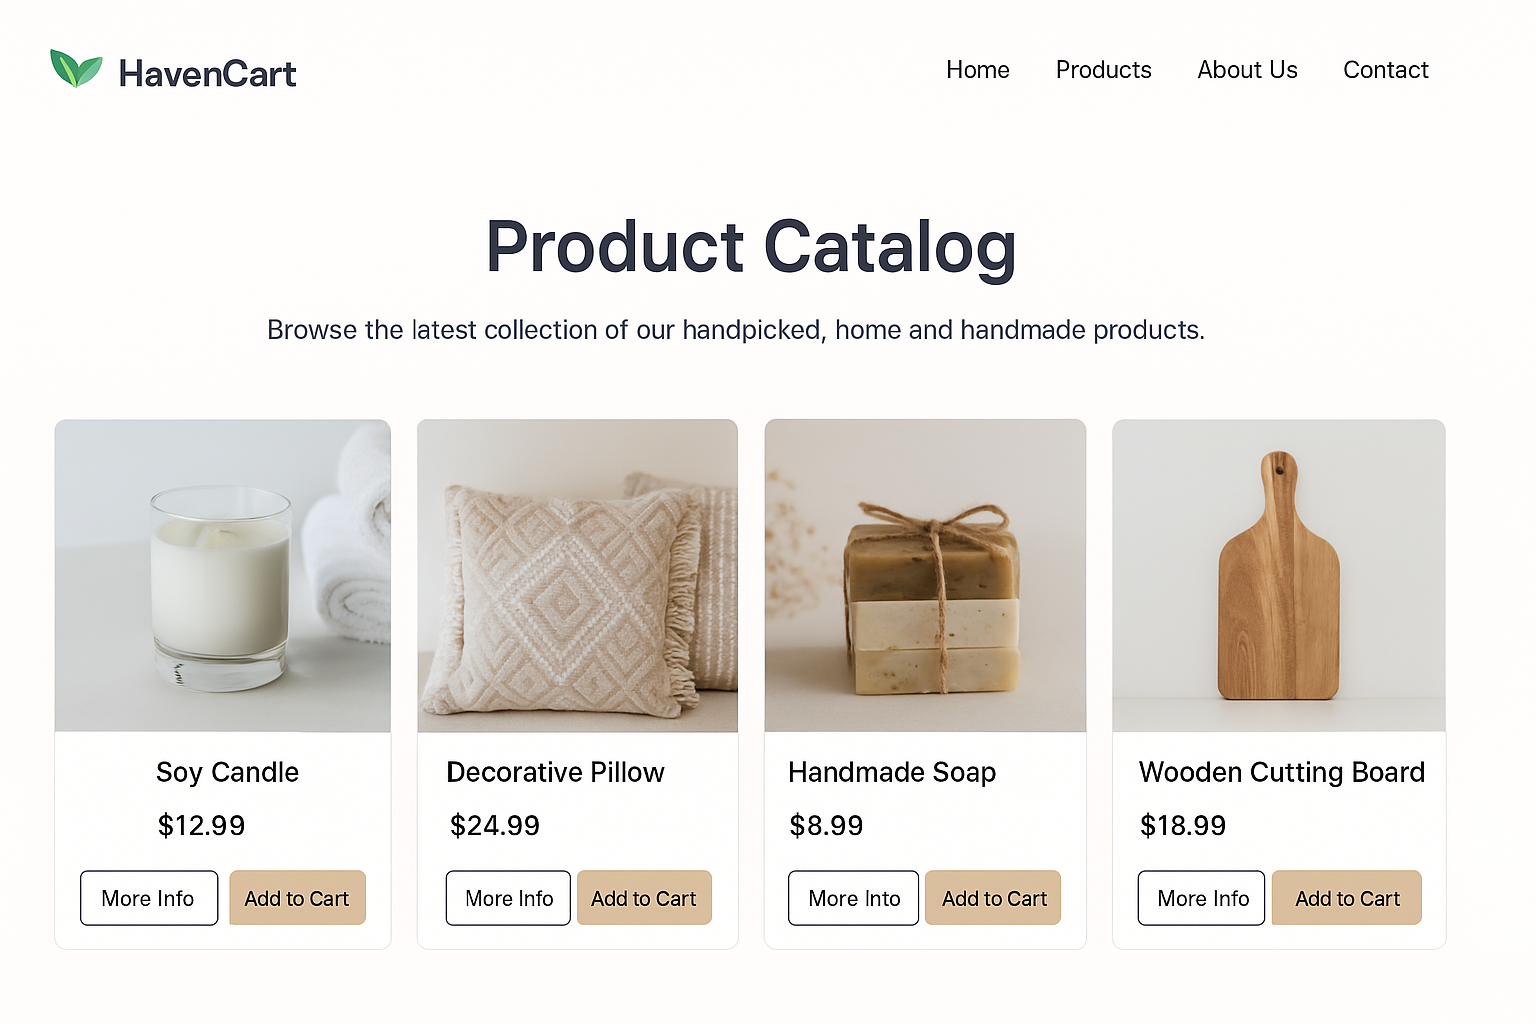 HavenCart
Home Products About Us Contact
Product Catalog
Browse the latest collection of our handpicked, home and handmade products.
Soy Candle
$12.99
More Info Add to Cart
Decorative Pillow
$24.99
More Info Add to Cart
Handmade Soap
$8.99
More Into Add to Cart
Wooden Cutting Board
$18.99
More Info Add to Cart